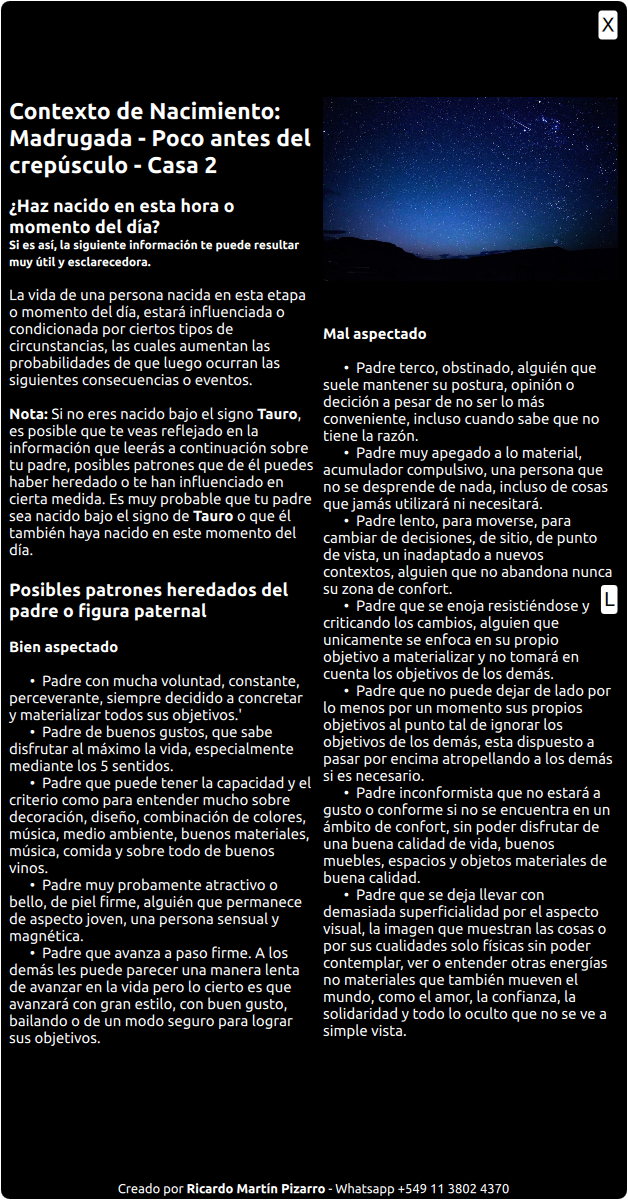 X
Contexto de Nacimiento:
Madrugada - Poco antes del
crepúsculo - Casa 2
¿Haz nacido en esta hora o
momento del día?
Si es así, la siguiente información te puede resultar
muy útil y esclarecedora.
La vida de una persona nacida en esta etapa
o momento del día, estará influenciada o
condicionada por ciertos tipos de
circunstancias, las cuales aumentan las
probabilidades de que luego ocurran las
siguientes consecuencias o eventos.
Nota: Si no eres nacido bajo el signo Tauro,
es posible que te veas reflejado en la
información que leerás a continuación sobre
tu padre, posibles patrones que de él puedes
haber heredado o te han influenciado en
cierta medida. Es muy probable que tu padre
sea nacido bajo el signo de Tauro o que él
también haya nacido en este momento del
día.
Posibles patrones heredados del
padre o figura paternal
Bien aspectado
• Padre con mucha voluntad, constante,
perceverante, siempre decidido a concretar
y materializar todos sus objetivos.'
• Padre de buenos gustos, que sabe
disfrutar al máximo la vida, especialmente
mediante los 5 sentidos.
• Padre que puede tener la capacidad y el
criterio como para entender mucho sobre
decoración, diseño, combinación de colores,
música, medio ambiente, buenos materiales,
música, comida y sobre todo de buenos
vinos.
• Padre muy probamente atractivo o
bello, de piel firme, alguién que permanece
de aspecto joven, una persona sensual y
magnética.
• Padre que avanza a paso firme. A los
demás les puede parecer una manera lenta
de avanzar en la vida pero lo cierto es que
avanzará con gran estilo, con buen gusto,
bailando o de un modo seguro para lograr
sus objetivos.
Mal aspectado
• Padre terco, obstinado, alguién que
suele mantener su postura, opinión o
decición a pesar de no ser lo más
conveniente, incluso cuando sabe que no
tiene la razón.
• Padre muy apegado a lo material,
acumulador compulsivo, una persona que
no se desprende de nada, incluso de cosas
que jamás utilizará ni necesitará.
• Padre lento, para moverse, para
cambiar de decisiones, de sitio, de punto
de vista, un inadaptado a nuevos
contextos, alguien que no abandona nunca
su zona de confort.
• Padre que se enoja resistiéndose y
criticando los cambios, alguien que
unicamente se enfoca en su propio
objetivo a materializar y no tomará en
cuenta los objetivos de los demás.
• Padre que no puede dejar de lado por
lo menos por un momento sus propios
objetivos al punto tal de ignorar los
objetivos de los demás, esta dispuesto a
pasar por encima atropellando a los demás
si es necesario.
• Padre inconformista que no estará a
gusto o conforme si no se encuentra en un
ámbito de confort, sin poder disfrutar de
una buena calidad de vida, buenos
muebles, espacios y objetos materiales de
buena calidad.
• Padre que se deja llevar con
demasiada superficialidad por el aspecto
visual, la imagen que muestran las cosas o
por sus cualidades solo físicas sin poder
contemplar, ver o entender otras energías
no materiales que también mueven el
mundo, como el amor, la confianza, la
solidaridad y todo lo oculto que no se ve a
simple vista.
L
Creado por Ricardo Martín Pizarro - Whatsapp +549 11 3802 4370